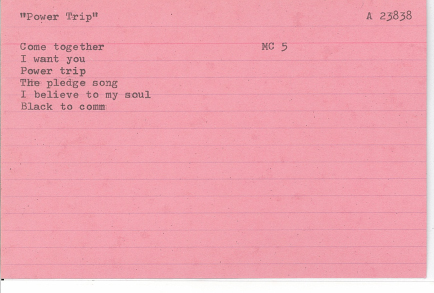 "Power Trip" A 23838
Come together MC 5
I want you
Power trip
The pledge song
I believe to my soul
Black to comm